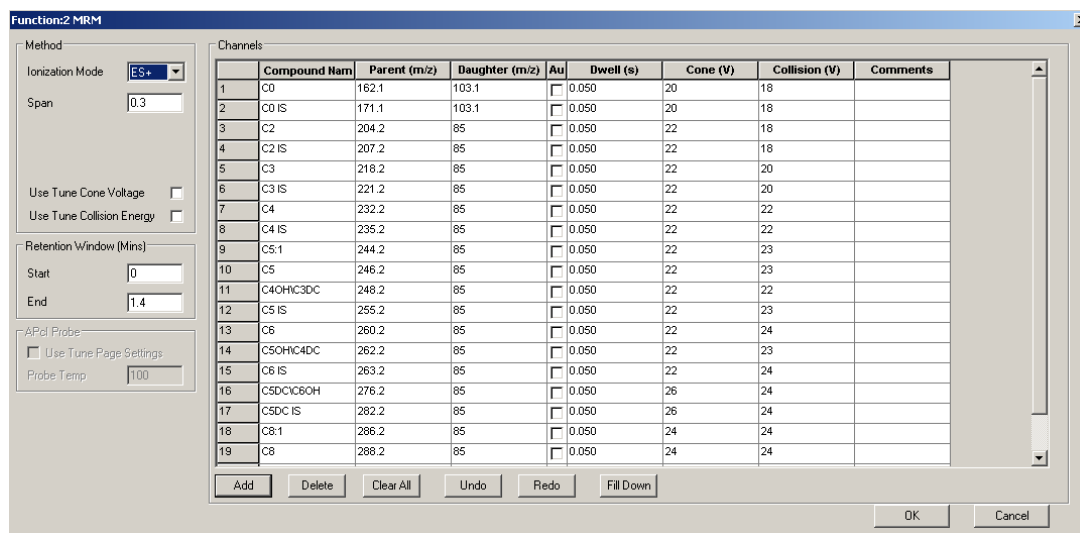 Function:2 MRM
Method
Ionization Mode ES+
Span 0.3
Use Tune Cone Voltage
Use Tune Collision Energy
Retention Window (Mins)
Start 0
End 1.4
APcI Probe
Use Tune Page Settings
Probe Temp 100
Channels
Compound Nam Parent (m/z) Daughter (m/z) Au Dwell (s) Cone (V) Collision (V) Comments
1 C0 162.1 103.1 0.050 20 18
2 C0 IS 171.1 103.1 0.050 20 18
3 C2 204.2 85 0.050 22 18
4 C2 IS 207.2 85 0.050 22 18
5 C3 218.2 85 0.050 22 20
6 C3 IS 221.2 85 0.050 22 20
7 C4 232.2 85 0.050 22 22
8 C4 IS 235.2 85 0.050 22 22
9 C5:1 244.2 85 0.050 22 23
10 C5 246.2 85 0.050 22 23
11 C4OH\C3DC 248.2 85 0.050 22 22
12 C5 IS 255.2 85 0.050 22 23
13 C6 260.2 85 0.050 22 24
14 C5OH\C4DC 262.2 85 0.050 22 23
15 C6 IS 263.2 85 0.050 22 24
16 C5DC\C6OH 276.2 85 0.050 26 24
17 C5DC IS 282.2 85 0.050 26 24
18 C8:1 286.2 85 0.050 24 24
19 C8 288.2 85 0.050 24 24
Add Delete Clear All Undo Redo Fill Down
OK Cancel